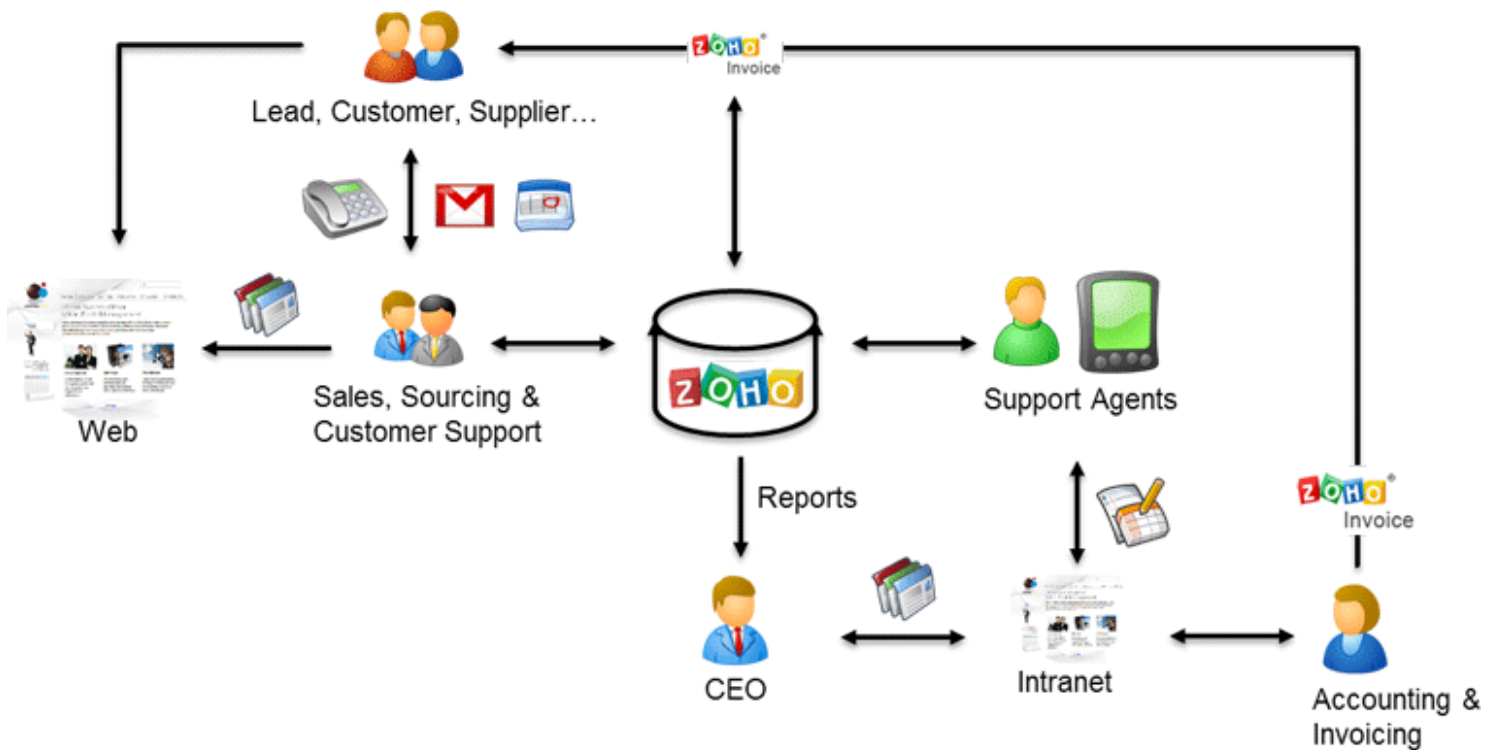 ZOHO®
Invoice
Lead, Customer, Supplier…
Web
Sales, Sourcing &
Customer Support
ZOHO
Support Agents
Reports
ZOHO®
Invoice
CEO
Intranet
Accounting &
Invoicing